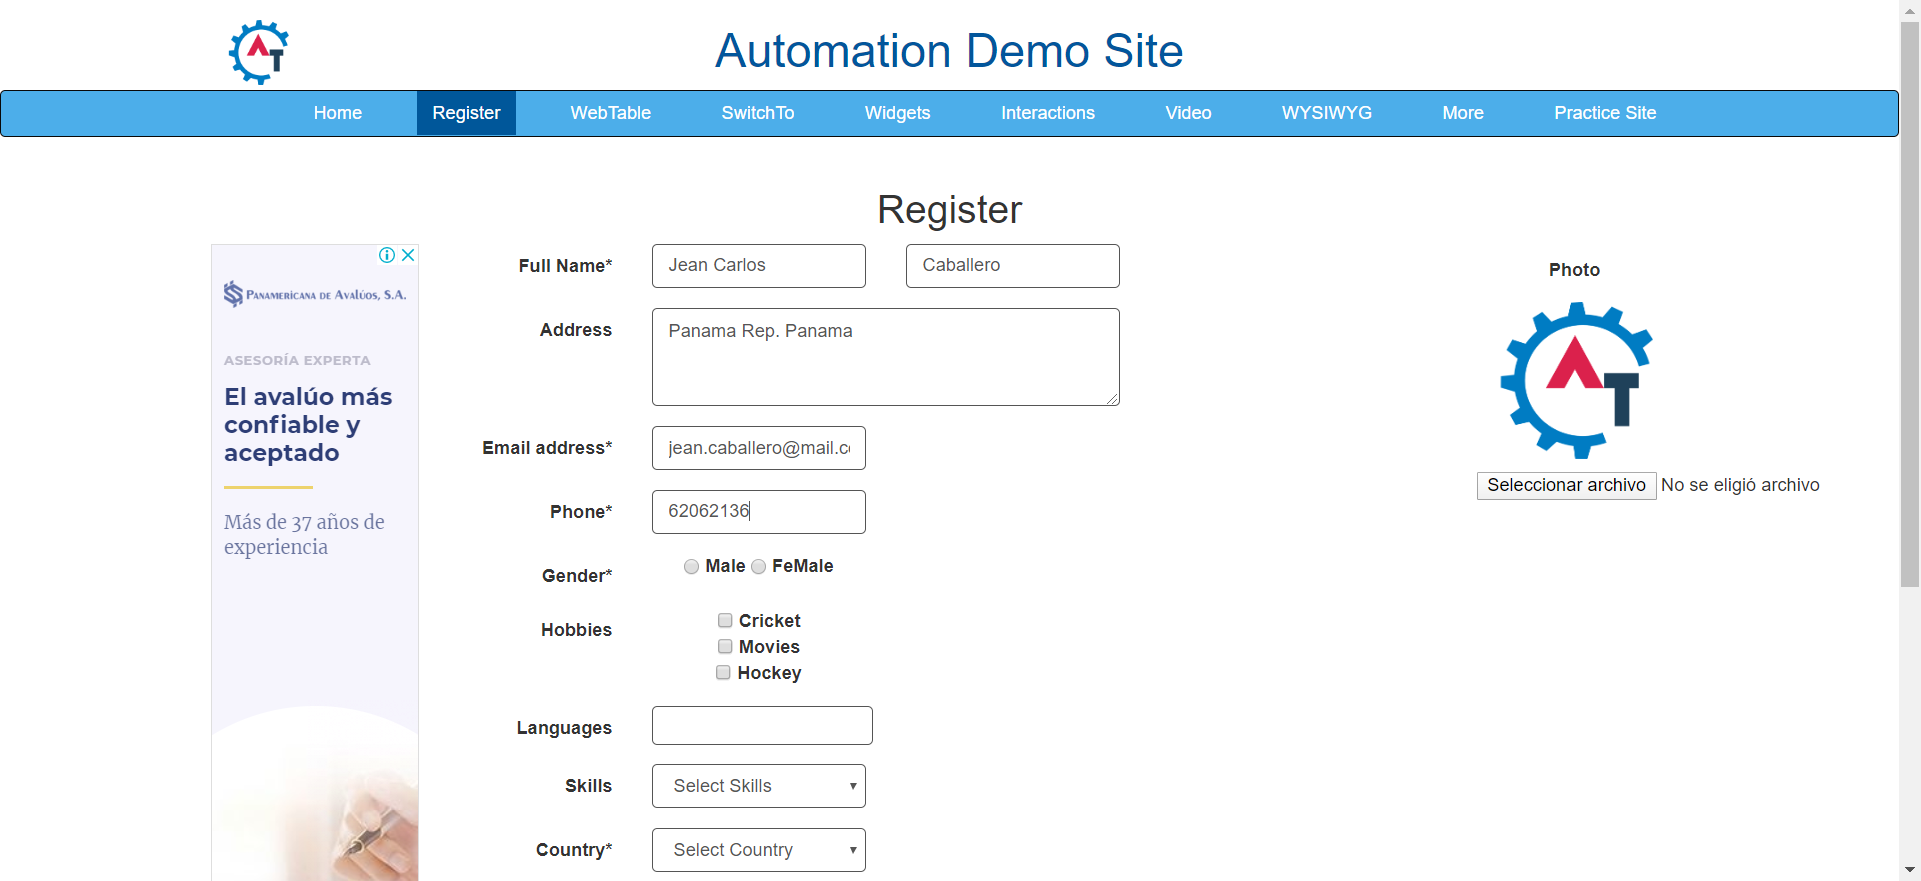 Automation Demo Site
Home Register WebTable SwitchTo Widgets Interactions Video WYSIWYG More Practice Site
Register
PANAMERICANA DE AVALÚOS, S.A.
ASESORÍA EXPERTA
El avalúo más
confiable y
aceptado
Más de 37 años de
experiencia
Full Name* Jean Carlos Caballero
Address Panama Rep. Panama
Email address* jean.caballero@mail.c
Phone* 62062136
Gender* Male FeMale
Hobbies Cricket
Movies
Hockey
Languages
Skills Select Skills
Country* Select Country
Photo
AT
Seleccionar archivo No se eligió archivo